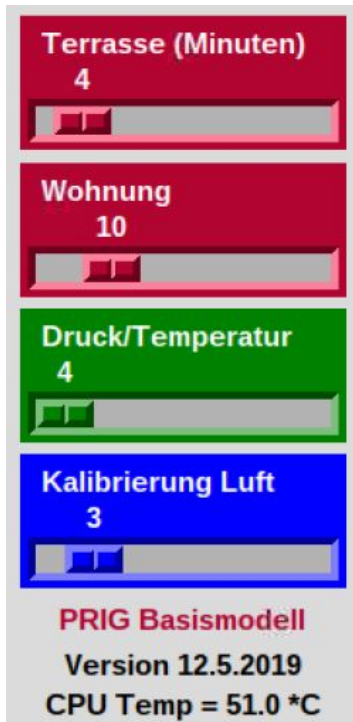 Terrasse (Minuten)
4
Wohnung
10
Druck/Temperatur
4
Kalibrierung Luft
3
PRIG Basismodell
Version 12.5.2019
CPU Temp = 51.0 *C